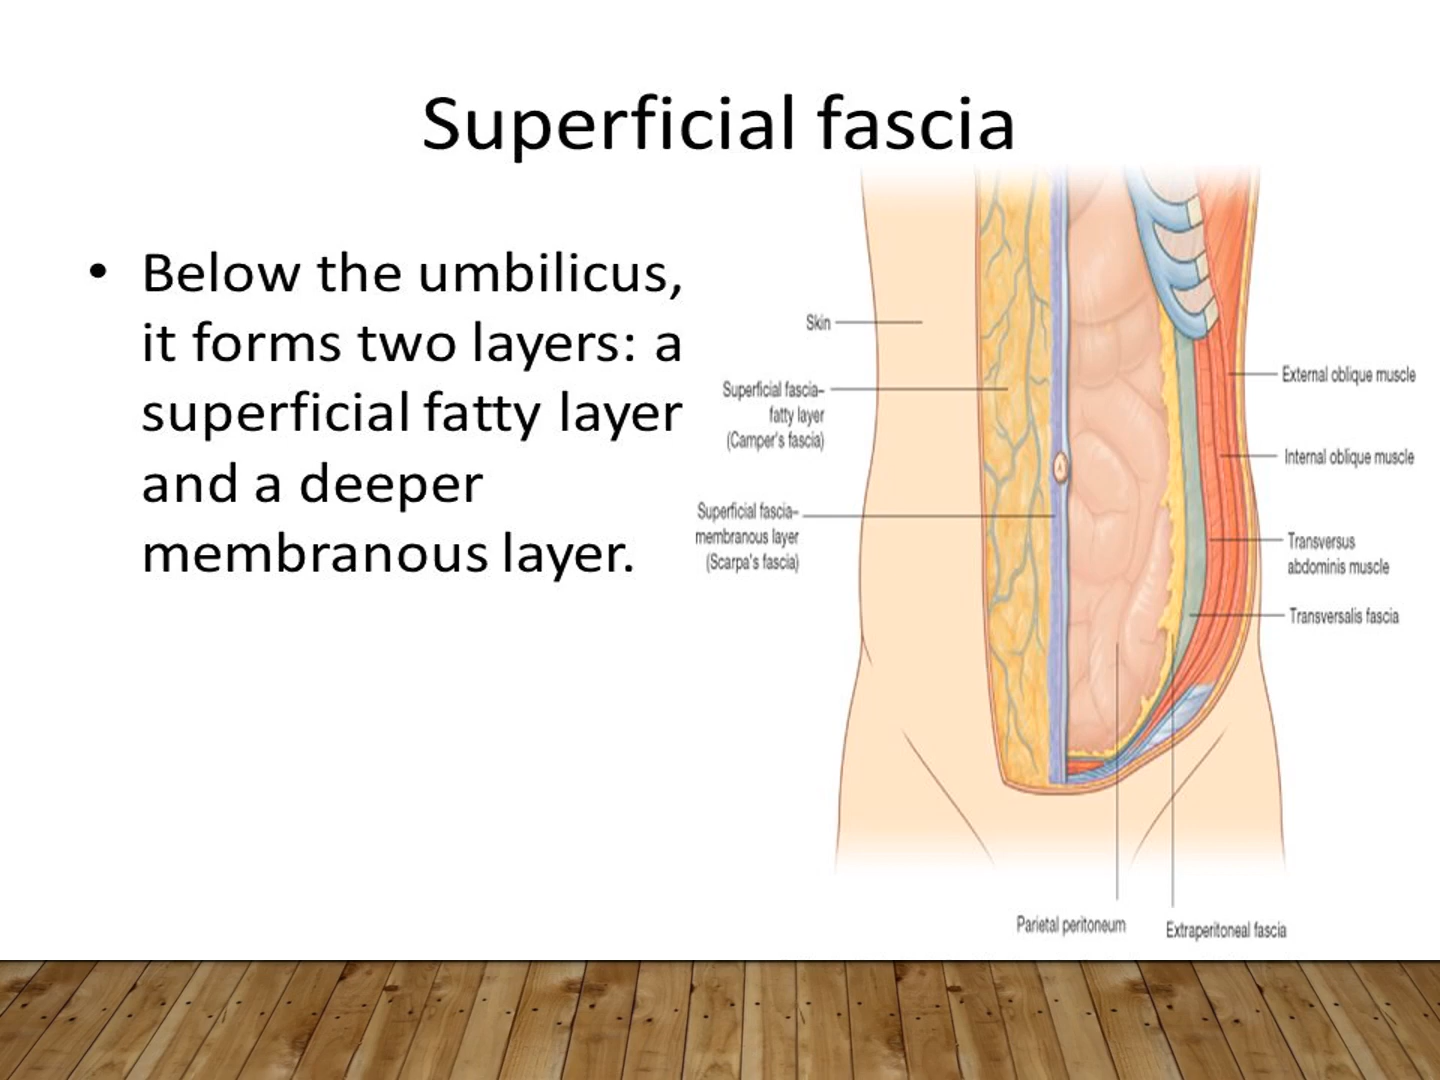 Superficial fascia
• Below the umbilicus,
it forms two layers: a
superficial fatty layer
and a deeper
membranous layer.
Skin
Superficial fascia–
fatty layer
(Camper's fascia)
Superficial fascia–
membranous layer
(Scarpa's fascia)
External oblique muscle
Internal oblique muscle
Transversus
abdominis muscle
Transversalis fascia
Parietal peritoneum
Extraperitoneal fascia